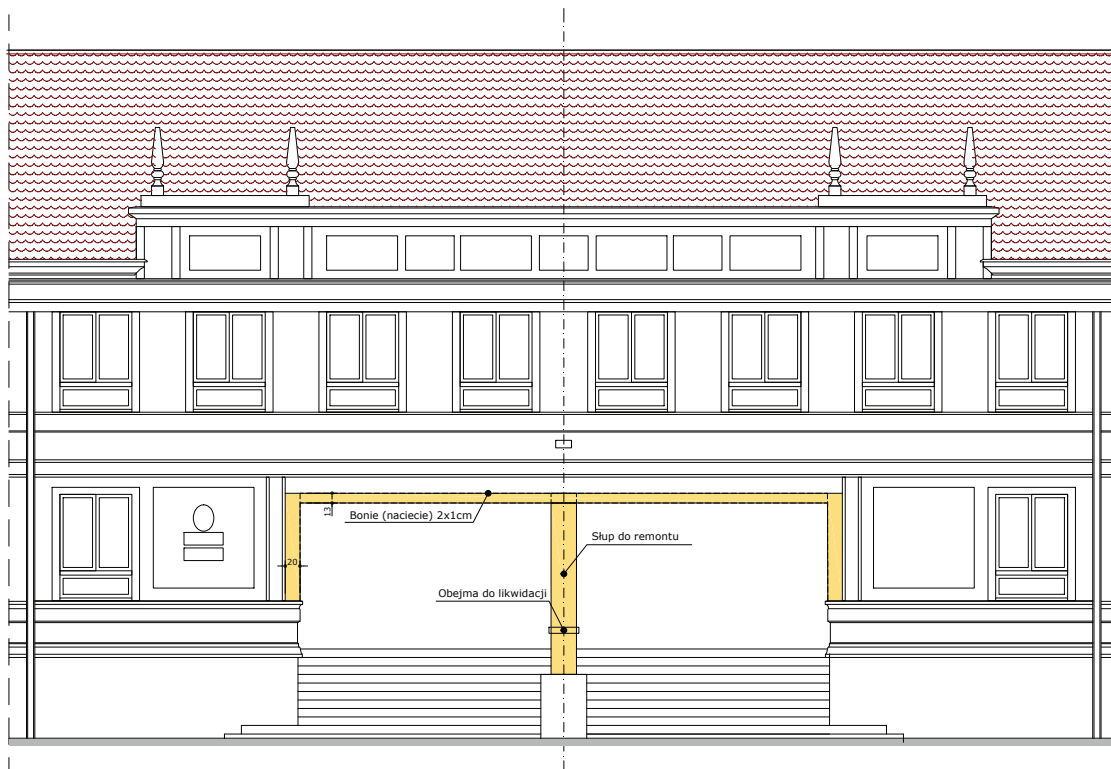 13
Bonie (naciecie) 2x1cm
Słup do remontu
20
Obejma do likwidacji